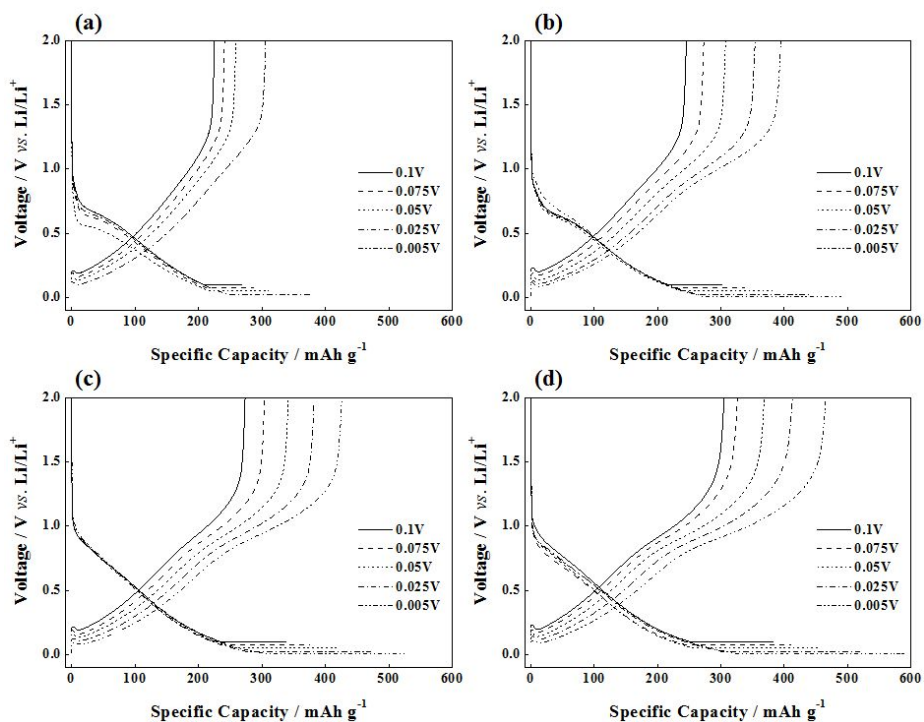 (a)
2.0
1.5
1.0
0.5
0.0
Voltage / V vs. Li/Li+
0.1V
0.075V
0.05V
0.025V
0.005V
0 100 200 300 400 500 600
Specific Capacity / mAh g-1
(b)
2.0
1.5
1.0
0.5
0.0
Voltage / V vs. Li/Li+
0.1V
0.075V
0.05V
0.025V
0.005V
0 100 200 300 400 500 600
Specific Capacity / mAh g-1
(c)
2.0
1.5
1.0
0.5
0.0
Voltage / V vs. Li/Li+
0.1V
0.075V
0.05V
0.025V
0.005V
0 100 200 300 400 500 600
Specific Capacity / mAh g-1
(d)
2.0
1.5
1.0
0.5
0.0
Voltage / V vs. Li/Li+
0.1V
0.075V
0.05V
0.025V
0.005V
0 100 200 300 400 500 600
Specific Capacity / mAh g-1